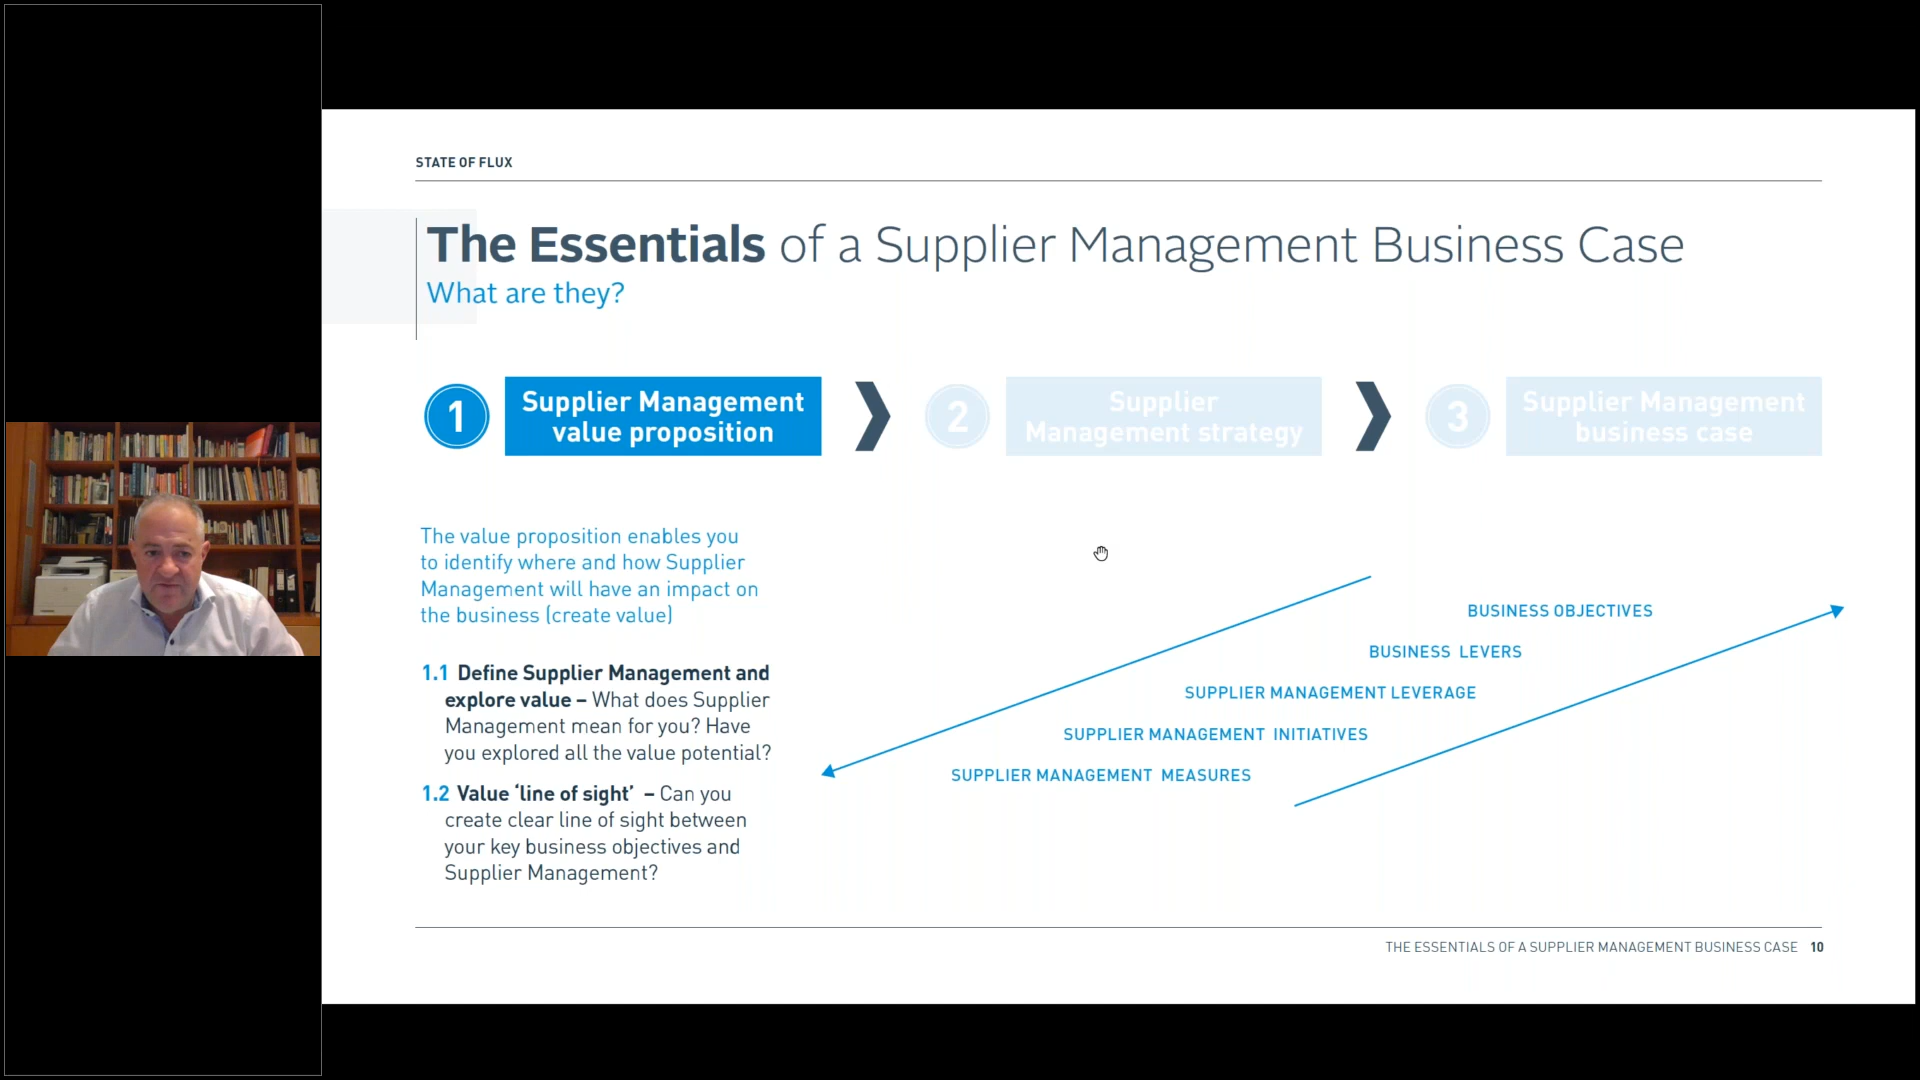 STATE OF FLUX
The Essentials of a Supplier Management Business Case
What are they?
1
Supplier Management
value proposition
2
Supplier
Management strategy
3
Supplier Management
business case
The value proposition enables you
to identify where and how Supplier
Management will have an impact on
the business (create value)
1.1 Define Supplier Management and
explore value – What does Supplier
Management mean for you? Have
you explored all the value potential?
1.2 Value ‘line of sight’ – Can you
create clear line of sight between
your key business objectives and
Supplier Management?
BUSINESS OBJECTIVES
BUSINESS LEVERS
SUPPLIER MANAGEMENT LEVERAGE
SUPPLIER MANAGEMENT INITIATIVES
SUPPLIER MANAGEMENT MEASURES
THE ESSENTIALS OF A SUPPLIER MANAGEMENT BUSINESS CASE 10